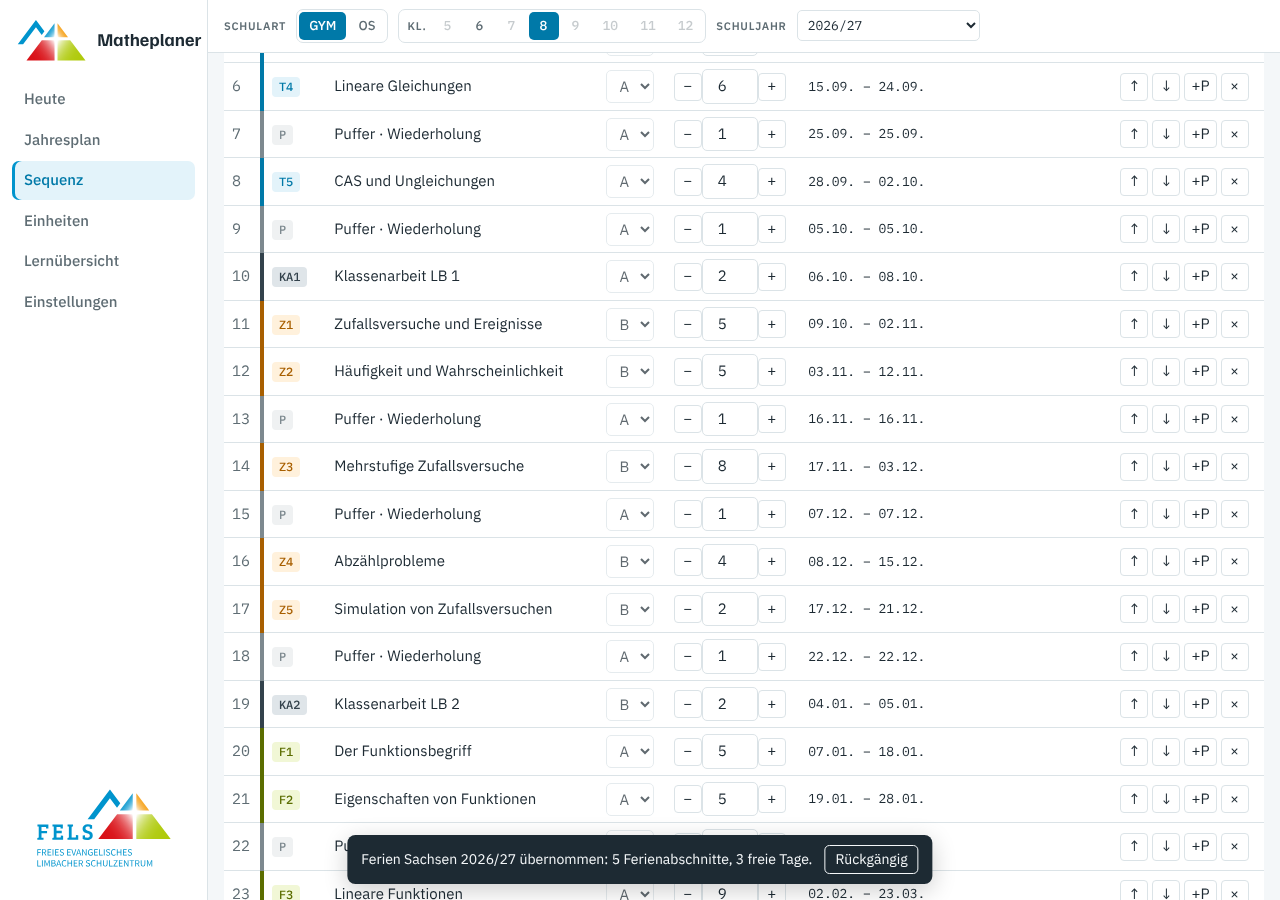 Matheplaner
SCHULART GYM OS KL. 5 6 7 8 9 10 11 12 SCHULJAHR 2026/27
Heute
Jahresplan
Sequenz
Einheiten
Lernübersicht
Einstellungen
FELS
FREIES EVANGELISCHES
LIMBACHER SCHULZENTRUM
6 T4 Lineare Gleichungen A − 6 + 15.09. – 24.09. ↑ ↓ +P ×
7 P Puffer · Wiederholung A − 1 + 25.09. – 25.09. ↑ ↓ +P ×
8 T5 CAS und Ungleichungen A − 4 + 28.09. – 02.10. ↑ ↓ +P ×
9 P Puffer · Wiederholung A − 1 + 05.10. – 05.10. ↑ ↓ +P ×
10 KA1 Klassenarbeit LB 1 A − 2 + 06.10. – 08.10. ↑ ↓ +P ×
11 Z1 Zufallsversuche und Ereignisse B − 5 + 09.10. – 02.11. ↑ ↓ +P ×
12 Z2 Häufigkeit und Wahrscheinlichkeit B − 5 + 03.11. – 12.11. ↑ ↓ +P ×
13 P Puffer · Wiederholung A − 1 + 16.11. – 16.11. ↑ ↓ +P ×
14 Z3 Mehrstufige Zufallsversuche B − 8 + 17.11. – 03.12. ↑ ↓ +P ×
15 P Puffer · Wiederholung A − 1 + 07.12. – 07.12. ↑ ↓ +P ×
16 Z4 Abzählprobleme B − 4 + 08.12. – 15.12. ↑ ↓ +P ×
17 Z5 Simulation von Zufallsversuchen B − 2 + 17.12. – 21.12. ↑ ↓ +P ×
18 P Puffer · Wiederholung A − 1 + 22.12. – 22.12. ↑ ↓ +P ×
19 KA2 Klassenarbeit LB 2 B − 2 + 04.01. – 05.01. ↑ ↓ +P ×
20 F1 Der Funktionsbegriff A − 5 + 07.01. – 18.01. ↑ ↓ +P ×
21 F2 Eigenschaften von Funktionen A − 5 + 19.01. – 28.01. ↑ ↓ +P ×
22 P ↑ ↓ +P ×
Ferien Sachsen 2026/27 übernommen: 5 Ferienabschnitte, 3 freie Tage. Rückgängig
23 F3 Lineare Funktionen A − 9 + 02.02. – 23.03. ↑ ↓ +P ×